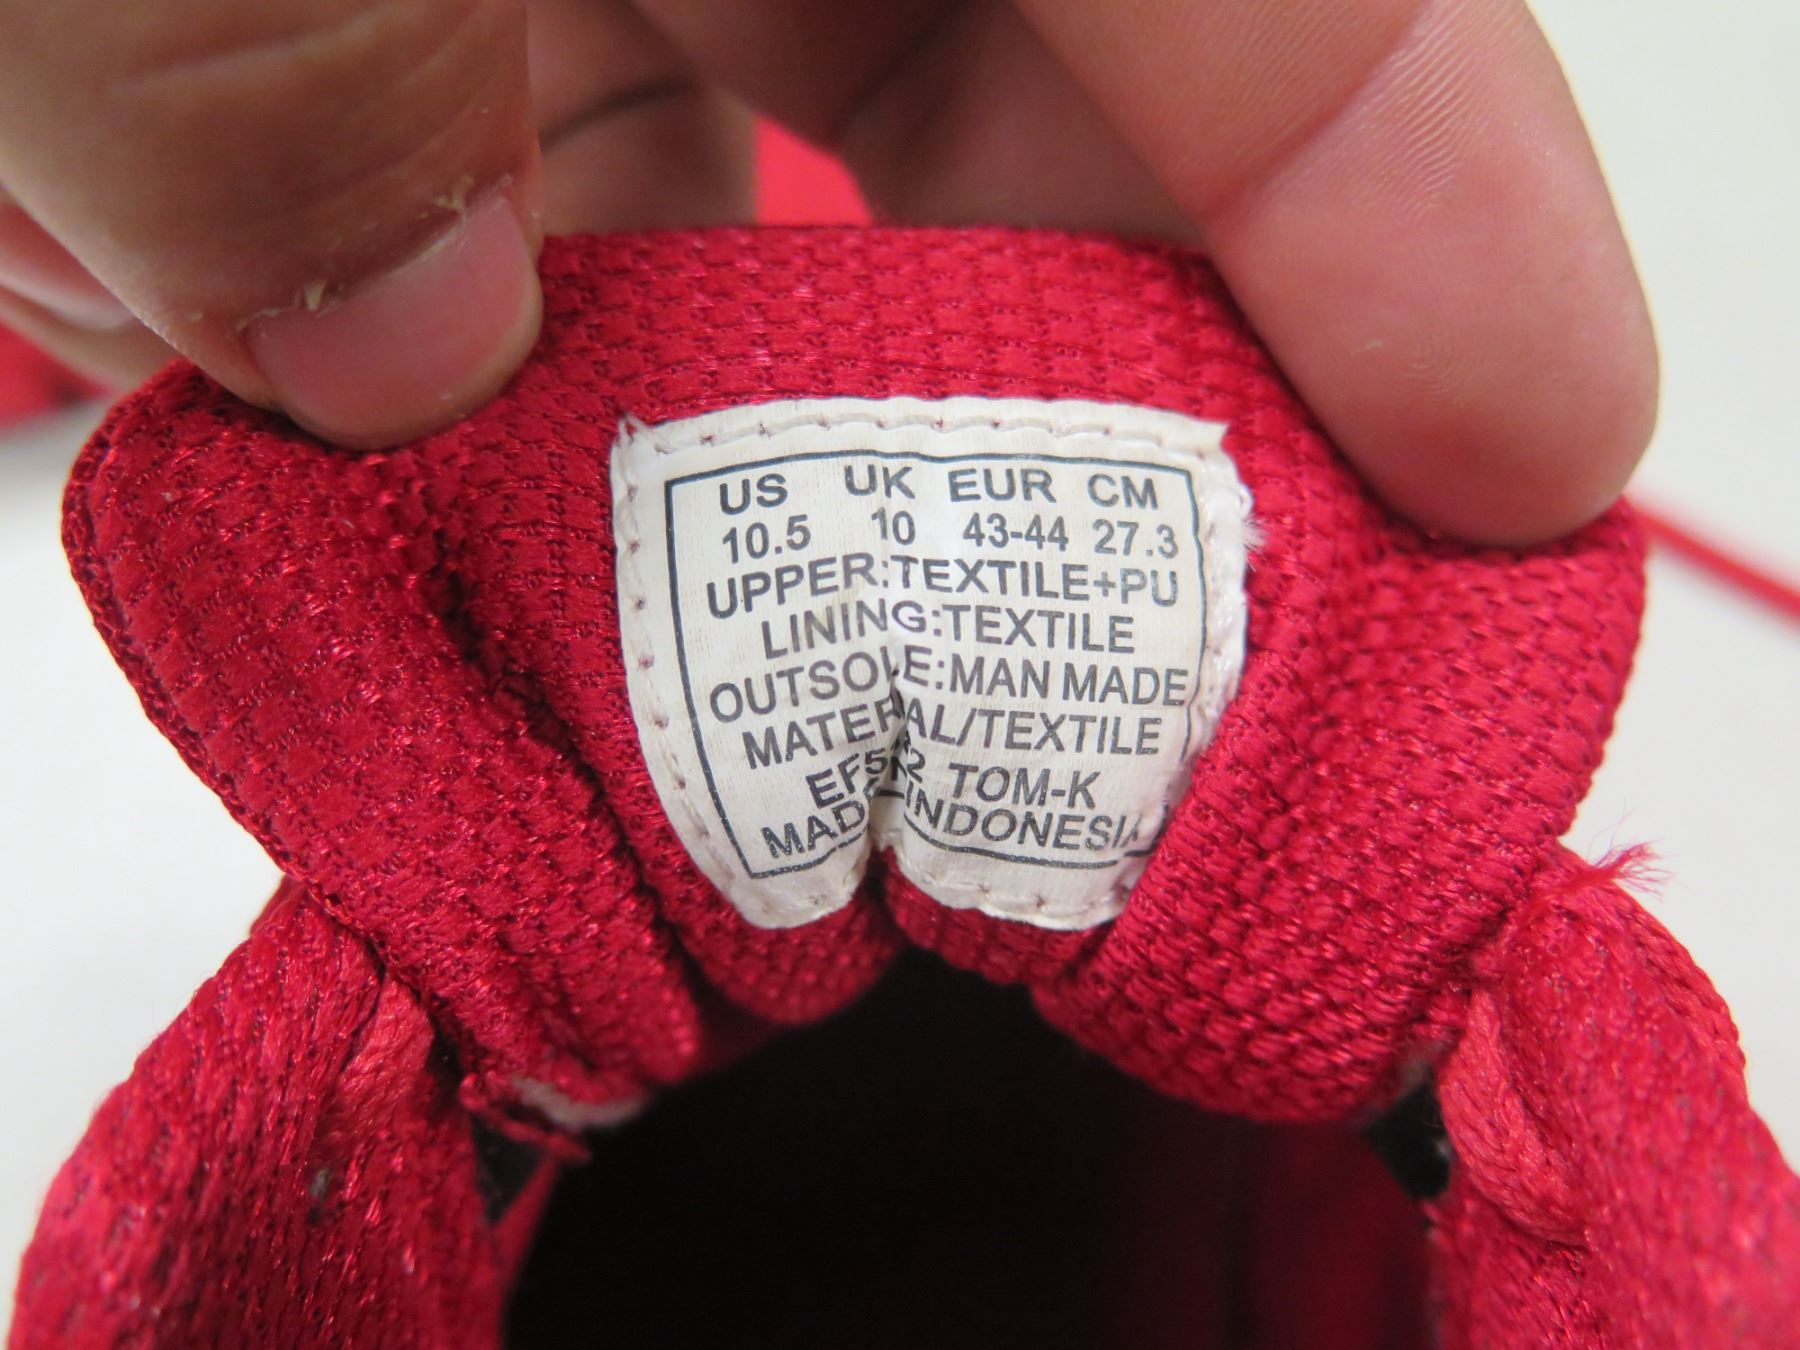 US UK EUR CM
10.5 10 43-44 27.3
UPPER:TEXTILE+PU
LINING:TEXTILE
OUTSOLE:MAN MADE
MATERIAL/TEXTILE
TOM-K
INDONESIA